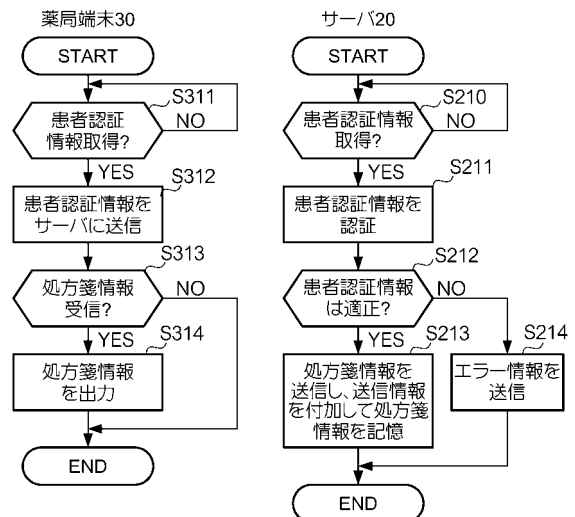 薬局端末30
START
S311
患者認証
情報取得?
NO
YES
S312
患者認証情報を
サーバに送信
S313
処方箋情報
受信?
NO
YES
S314
処方箋情報
を出力
END
サーバ20
START
S210
患者認証情報
取得?
NO
YES
S211
患者認証情報を
認証
S212
患者認証情報
は適正?
NO
YES
S213
処方箋情報を
送信し、送信情報
を付加して処方箋
情報を記憶
S214
エラー情報を
送信
END